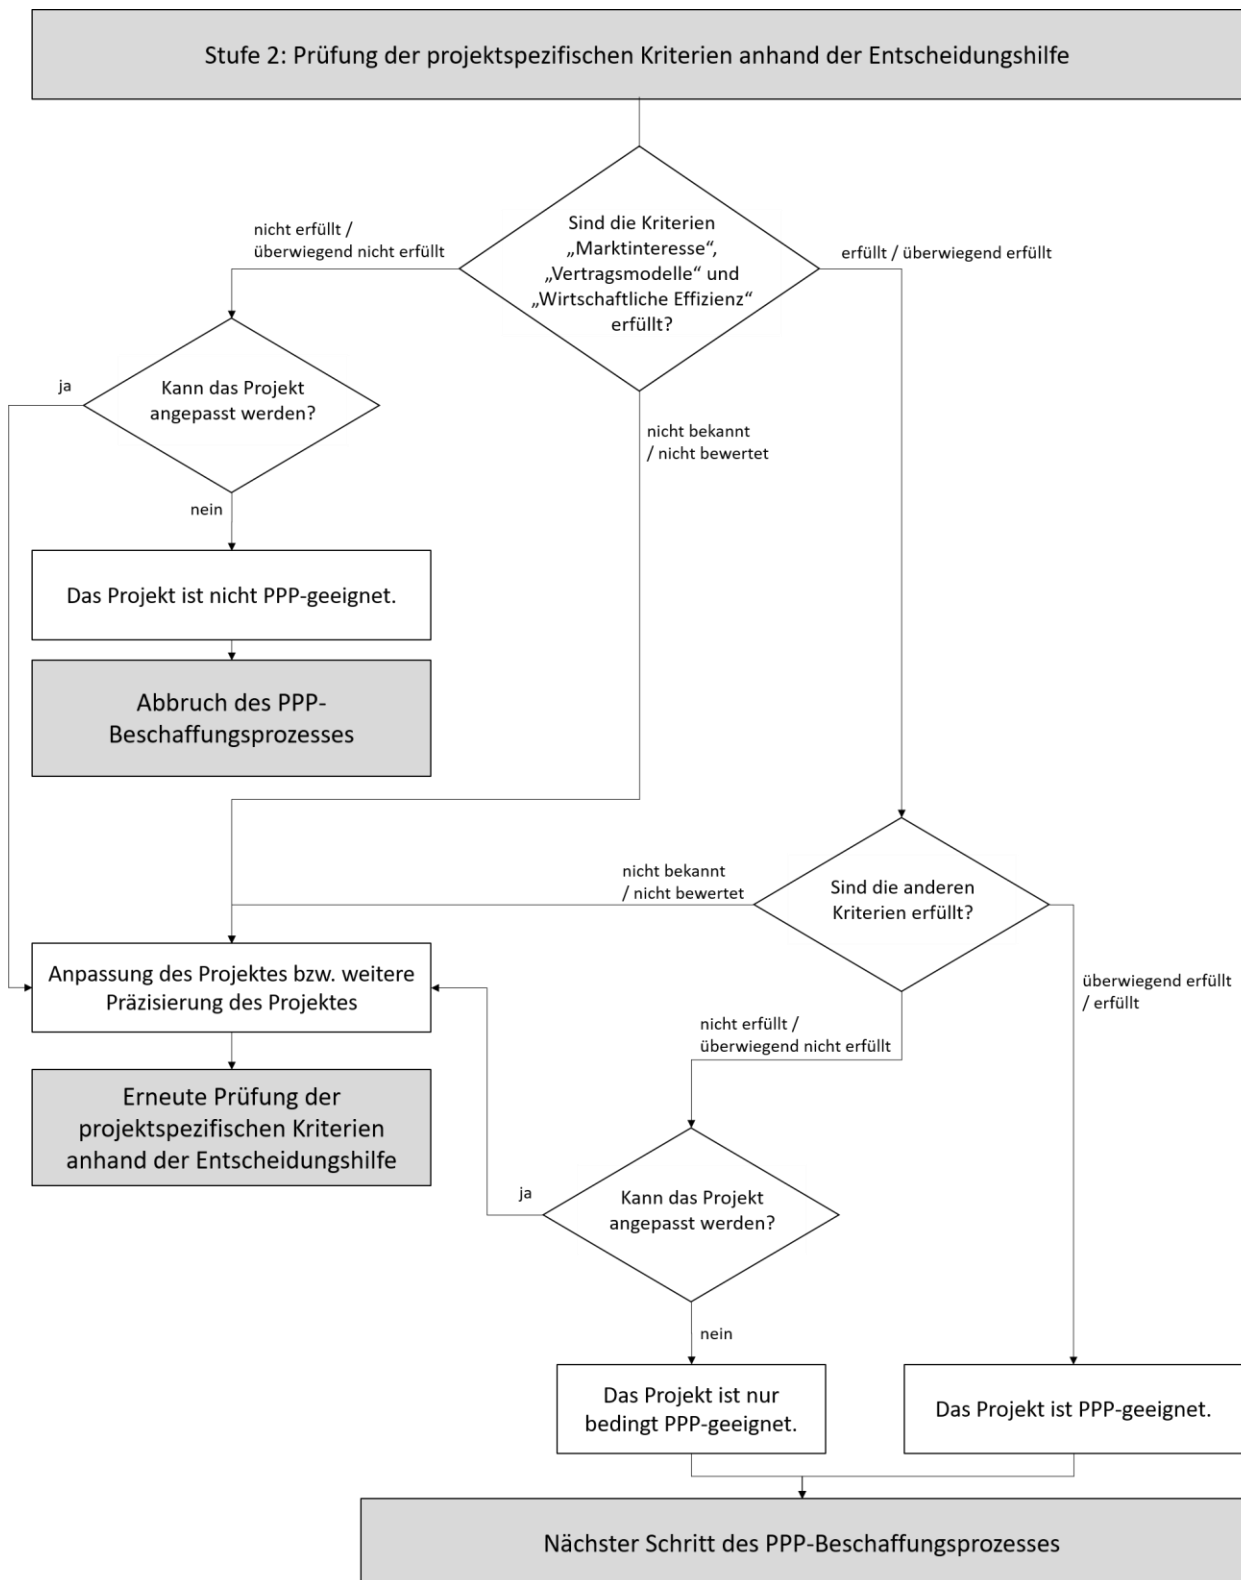 Stufe 2: Prüfung der projektspezifischen Kriterien anhand der Entscheidungshilfe
Sind die Kriterien
„Marktinteresse“,
„Vertragsmodelle“ und
„Wirtschaftliche Effizienz“
erfüllt?
nicht erfüllt /
überwiegend nicht erfüllt
erfüllt / überwiegend erfüllt
Kann das Projekt
angepasst werden?
ja
nicht bekannt
/ nicht bewertet
nein
Das Projekt ist nicht PPP-geeignet.
Abbruch des PPP-
Beschaffungsprozesses
Sind die anderen
Kriterien erfüllt?
nicht bekannt
/ nicht bewertet
Anpassung des Projektes bzw. weitere
Präzisierung des Projektes
überwiegend erfüllt
/ erfüllt
nicht erfüllt /
überwiegend nicht erfüllt
Erneute Prüfung der
projektspezifischen Kriterien
anhand der Entscheidungshilfe
ja
Kann das Projekt
angepasst werden?
nein
Das Projekt ist nur
bedingt PPP-geeignet.
Das Projekt ist PPP-geeignet.
Nächster Schritt des PPP-Beschaffungsprozesses